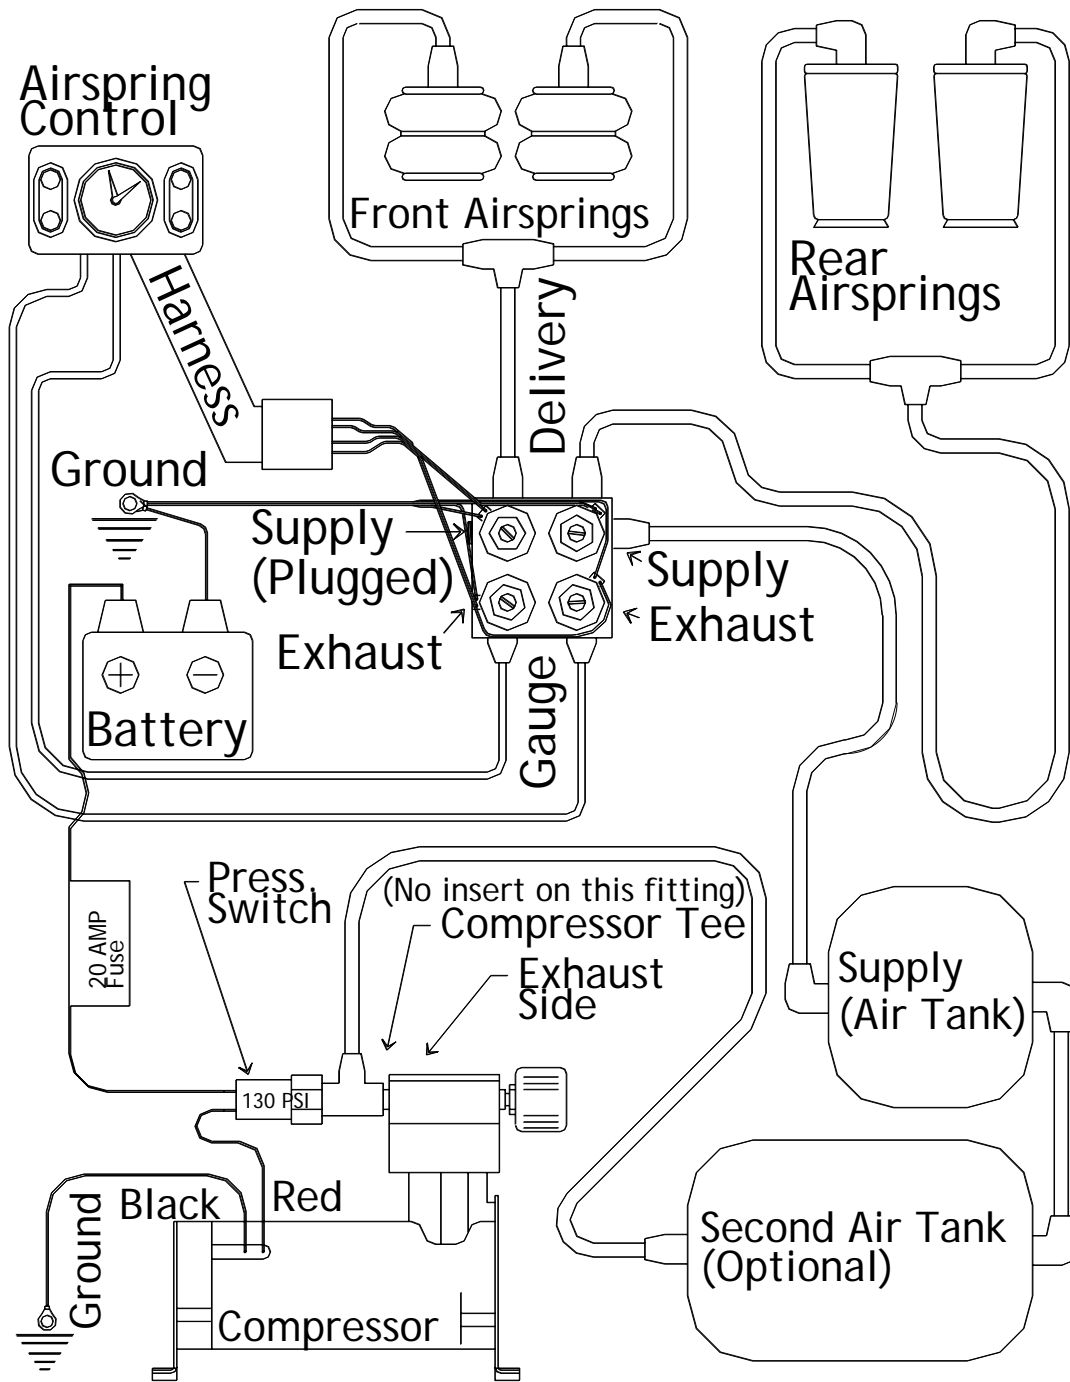 Airspring
Control
Front Airsprings
Rear
Airsprings
Harness
Delivery
Ground
Supply
(Plugged)
Supply
Exhaust
Exhaust
Gauge
+
−
Battery
Press.
Switch
(No insert on this fitting)
Compressor Tee
Exhaust
Side
20 AMP
Fuse
Supply
(Air Tank)
130 PSI
Black
Red
Ground
Second Air Tank
(Optional)
Compressor